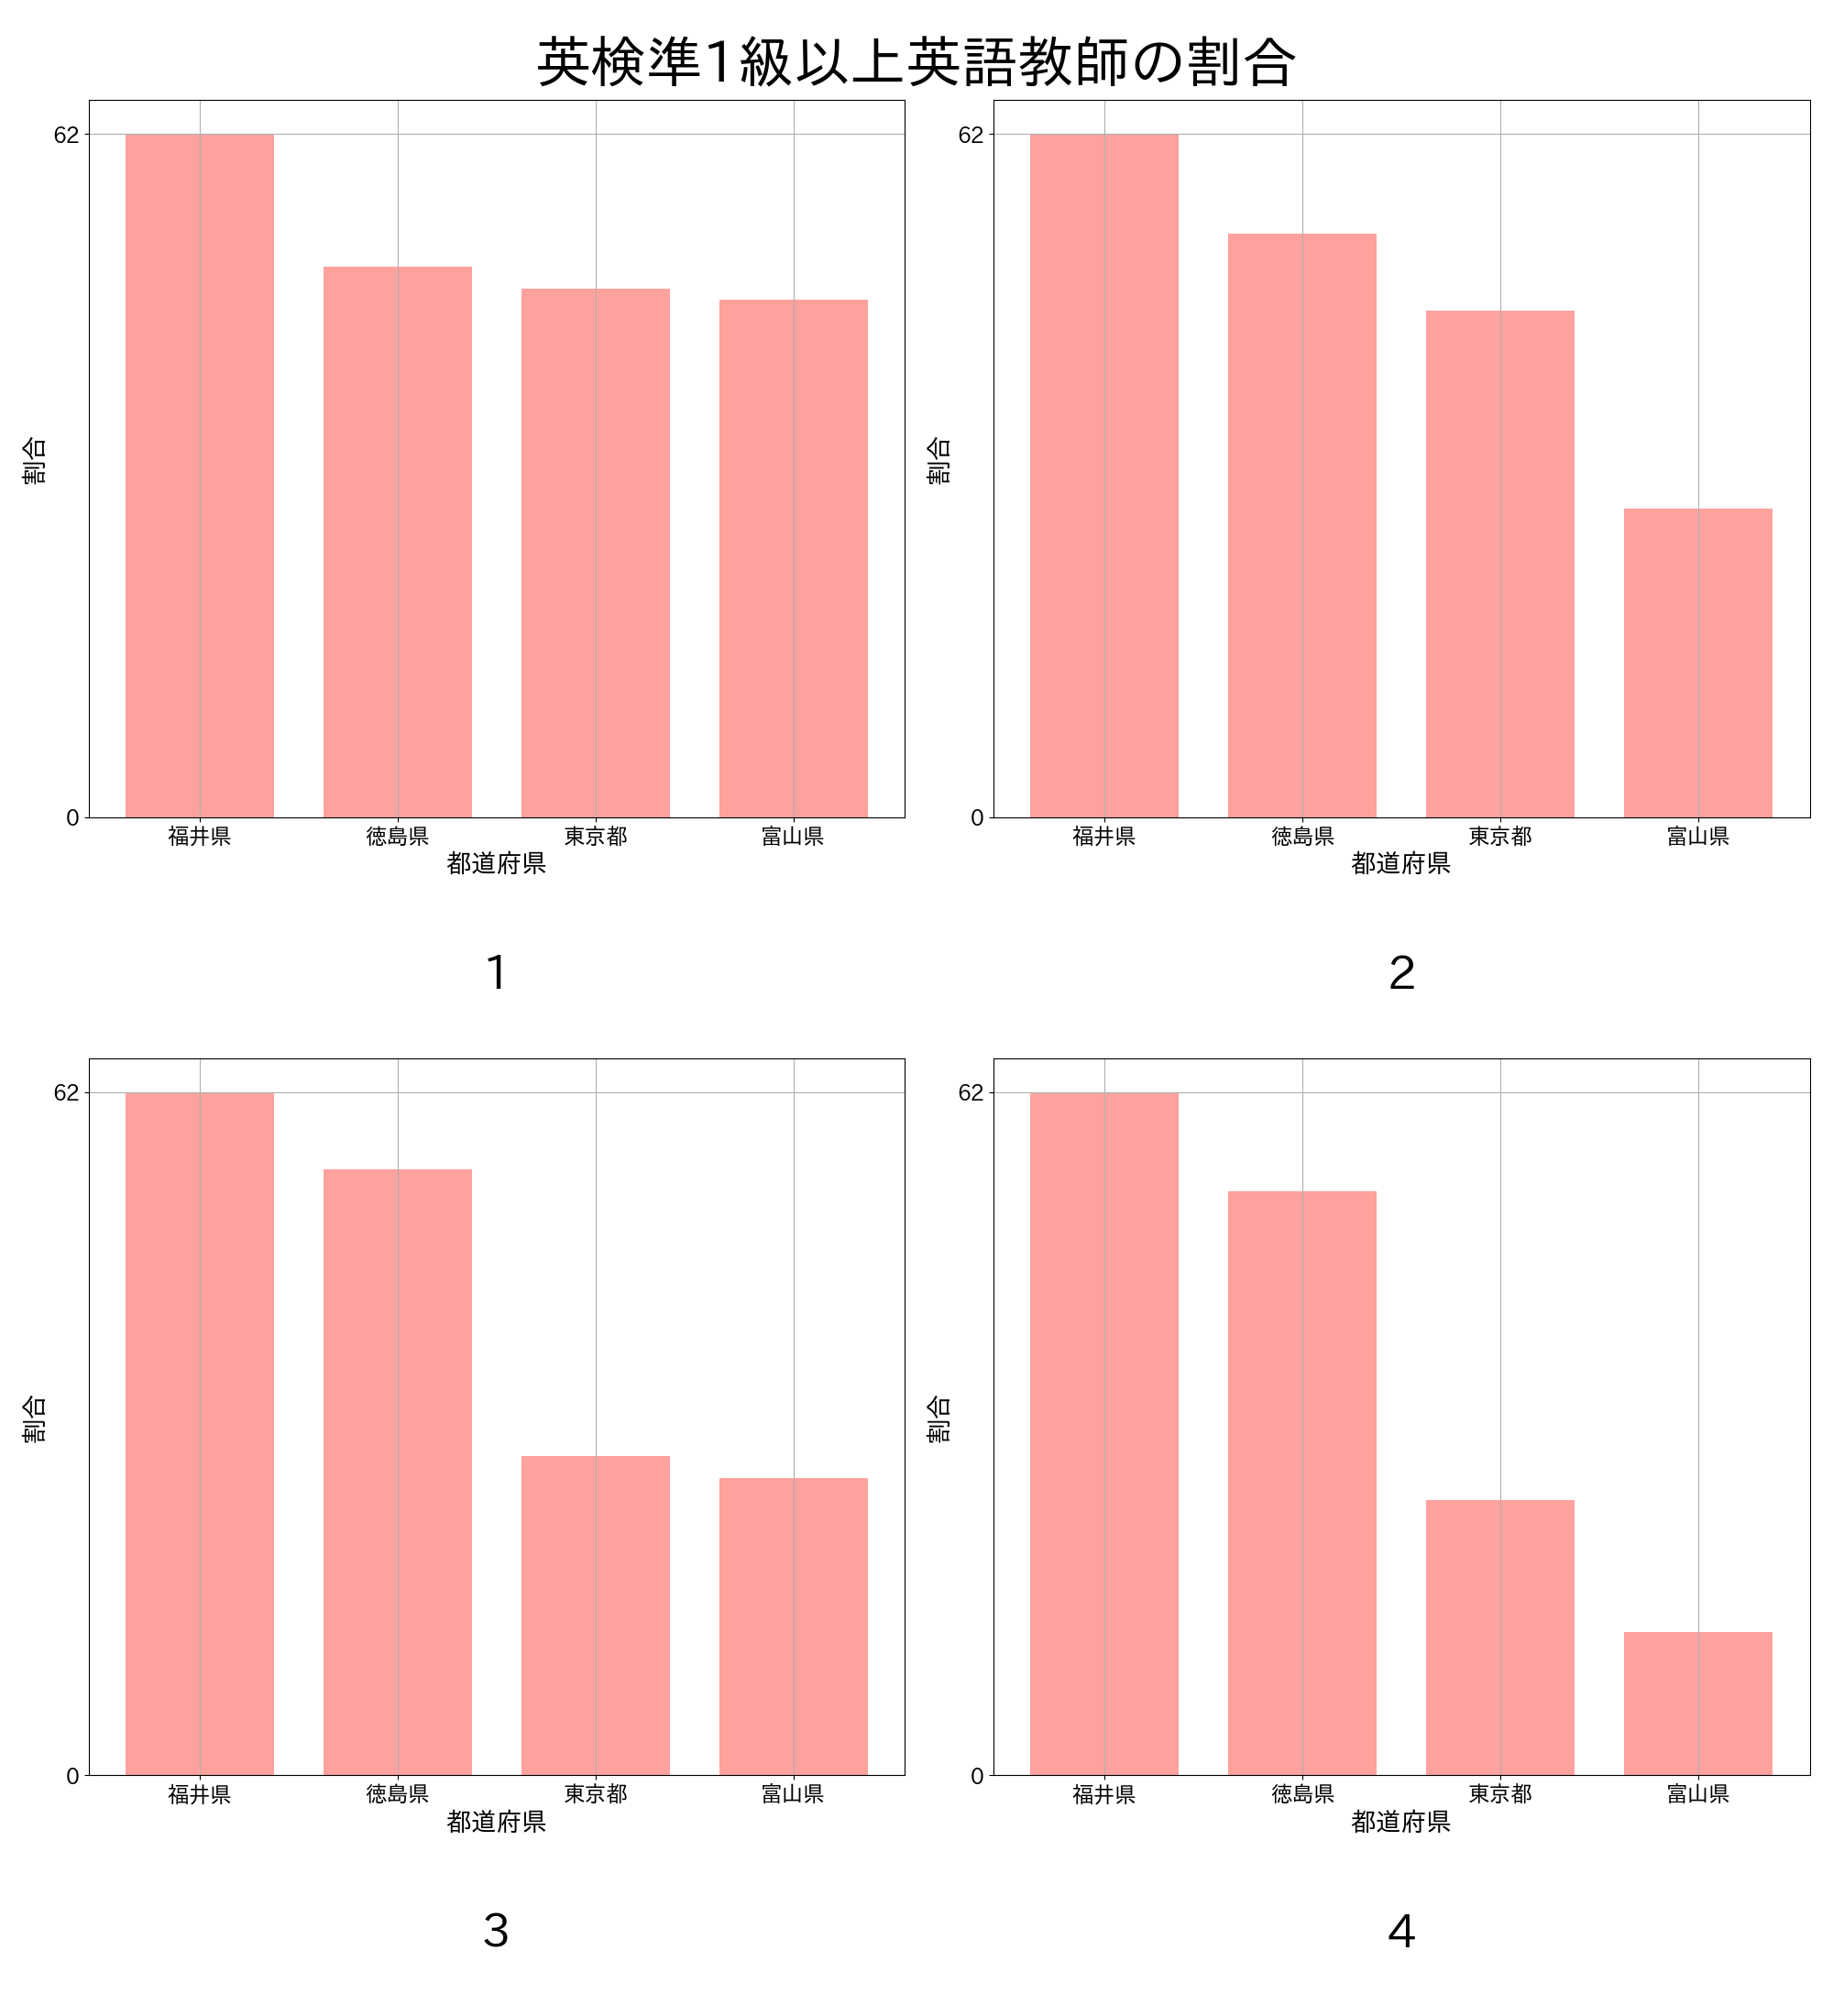 英検準1級以上英語教師の割合
62
割合
0
福井県 徳島県 東京都 富山県
都道府県
1
62
割合
0
福井県 徳島県 東京都 富山県
都道府県
2
62
割合
0
福井県 徳島県 東京都 富山県
都道府県
3
62
割合
0
福井県 徳島県 東京都 富山県
都道府県
4